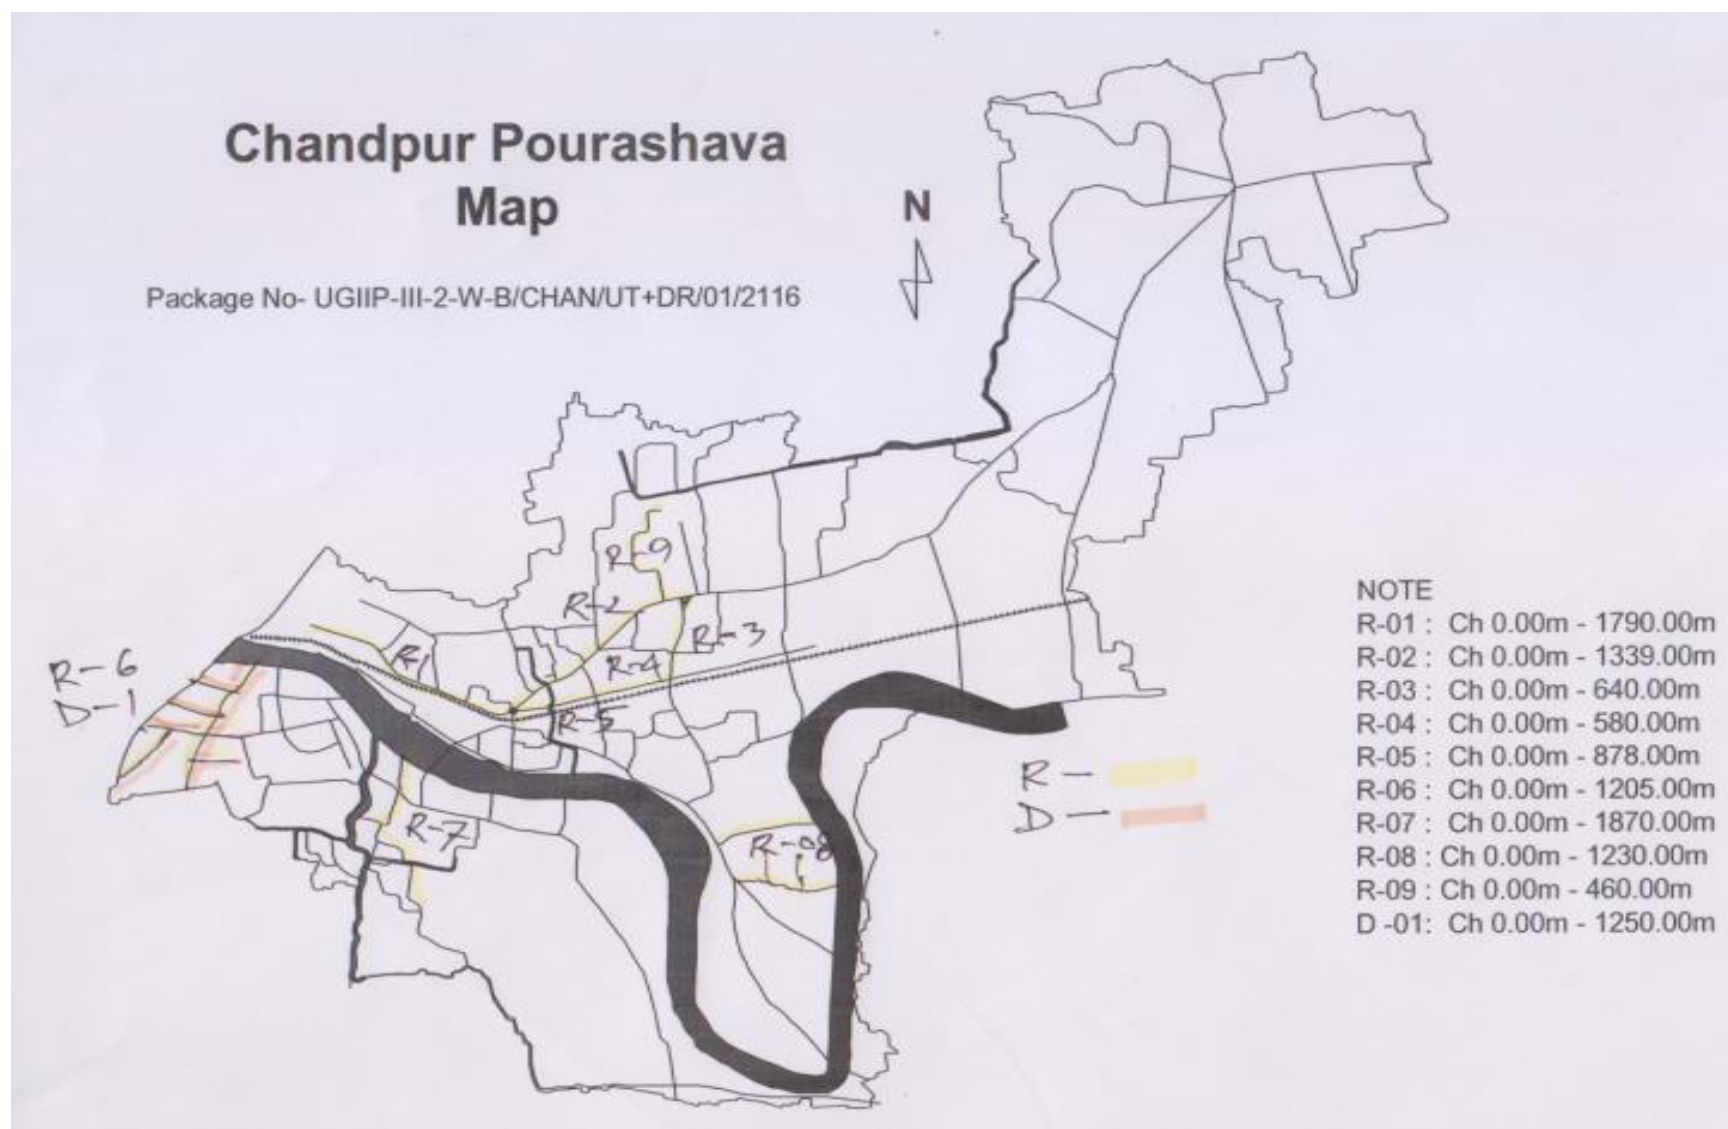 Chandpur Pourashava
Map
N
Package No- UGIIP-III-2-W-B/CHAN/UT+DR/01/2116
R-9
R-2
R-3
R-4
R-1
R-6
D-1
R-5
R-7
R-08
R -
D -
NOTE
R-01 : Ch 0.00m - 1790.00m
R-02 : Ch 0.00m - 1339.00m
R-03 : Ch 0.00m - 640.00m
R-04 : Ch 0.00m - 580.00m
R-05 : Ch 0.00m - 878.00m
R-06 : Ch 0.00m - 1205.00m
R-07 : Ch 0.00m - 1870.00m
R-08 : Ch 0.00m - 1230.00m
R-09 : Ch 0.00m - 460.00m
D -01: Ch 0.00m - 1250.00m